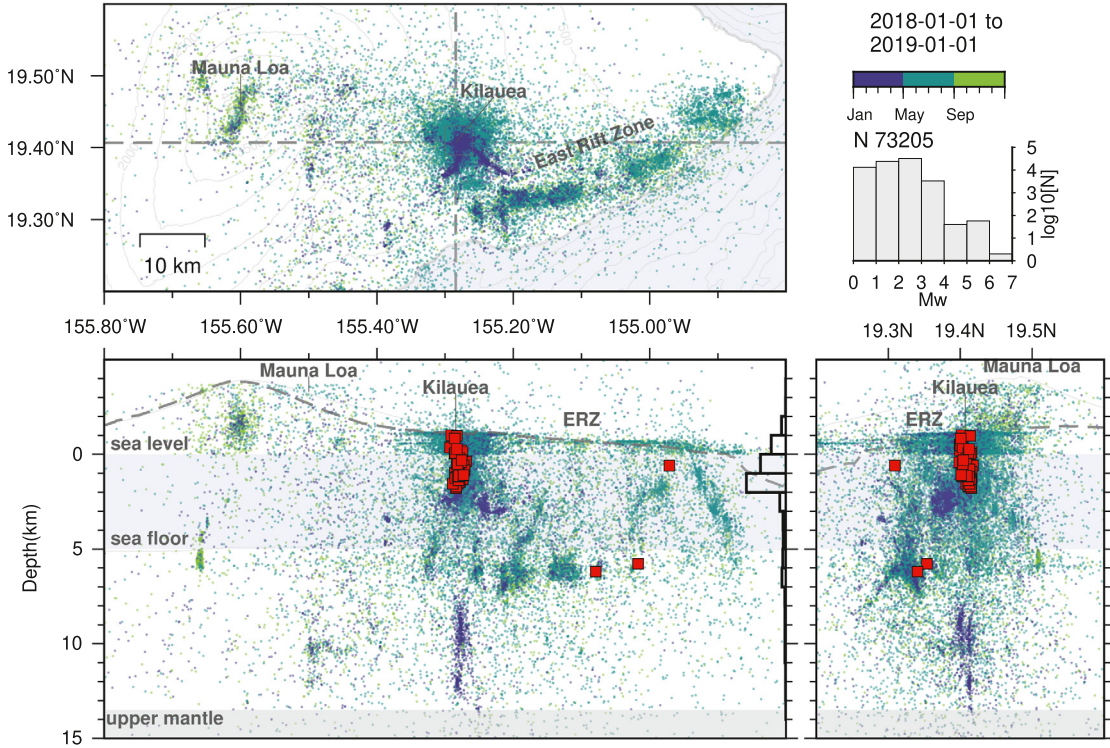 19.50°N
19.40°N
19.30°N
Mauna Loa
Kilauea
East Rift Zone
10 km
2018-01-01 to
2019-01-01
Jan May Sep
N 73205
5
4
3
2
1
0
log10[N]
0 1 2 3 4 5 6 7
Mw
155.80°W 155.60°W 155.40°W 155.20°W 155.00°W
19.3N 19.4N 19.5N
Mauna Loa
Kilauea
ERZ
sea level
sea floor
upper mantle
0
5
10
15
Depth(km)
Mauna Loa
Kilauea
ERZ